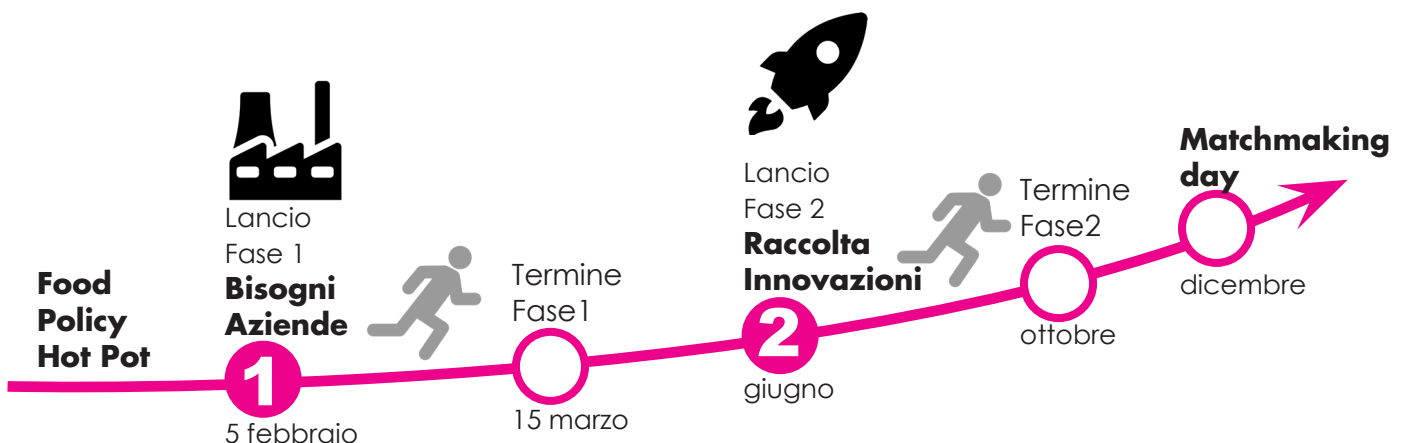 Food
Policy
Hot Pot
Lancio
Fase 1
Bisogni
Aziende
1
5 febbraio
Termine
Fase1
15 marzo
Lancio
Fase 2
Raccolta
Innovazioni
2
giugno
Termine
Fase2
ottobre
Matchmaking
day
dicembre